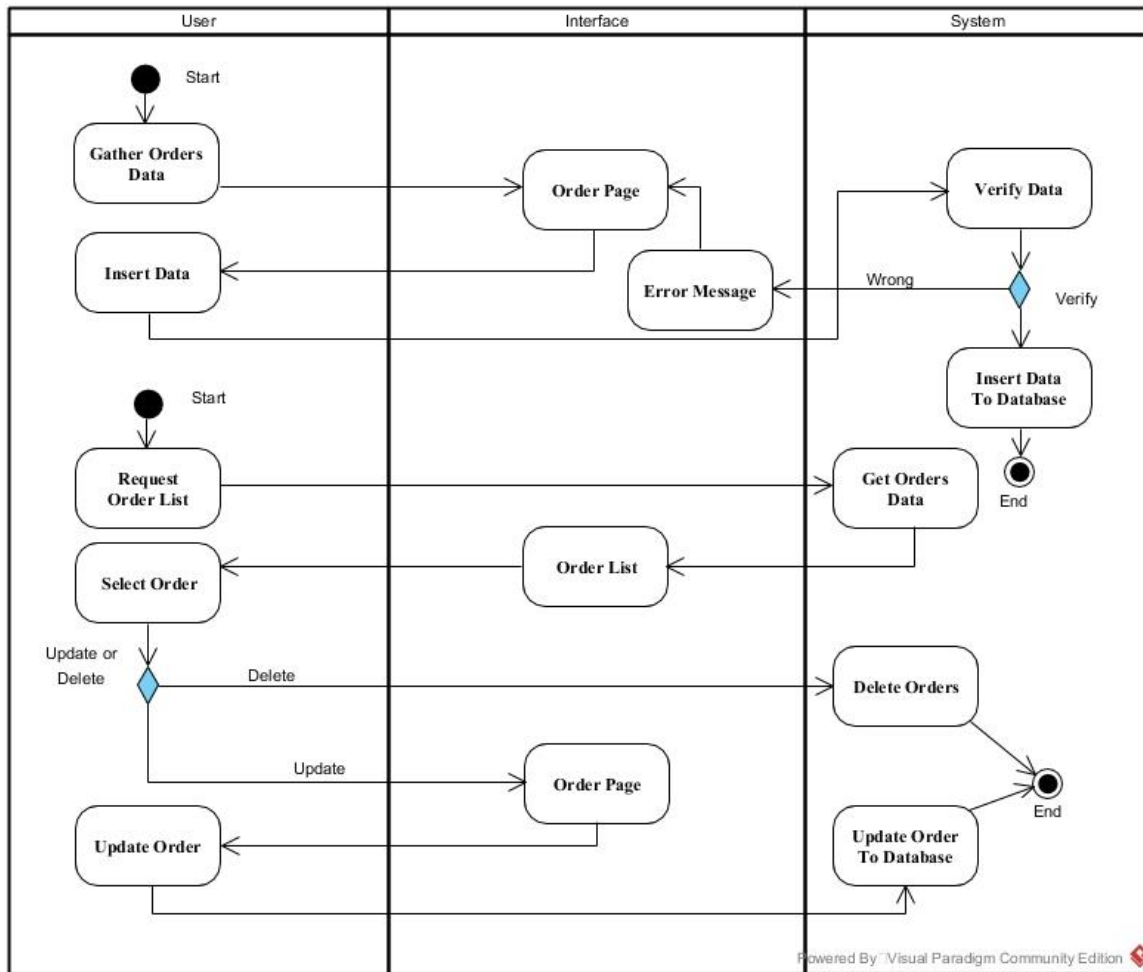 User
Interface
System
Start
Gather Orders
Data
Order Page
Verify Data
Insert Data
Error Message
Wrong
Verify
Insert Data
To Database
Start
End
Request
Order List
Get Orders
Data
Select Order
Order List
Update or
Delete
Delete
Delete Orders
Update
Order Page
End
Update Order
Update Order
To Database
Powered By Visual Paradigm Community Edition